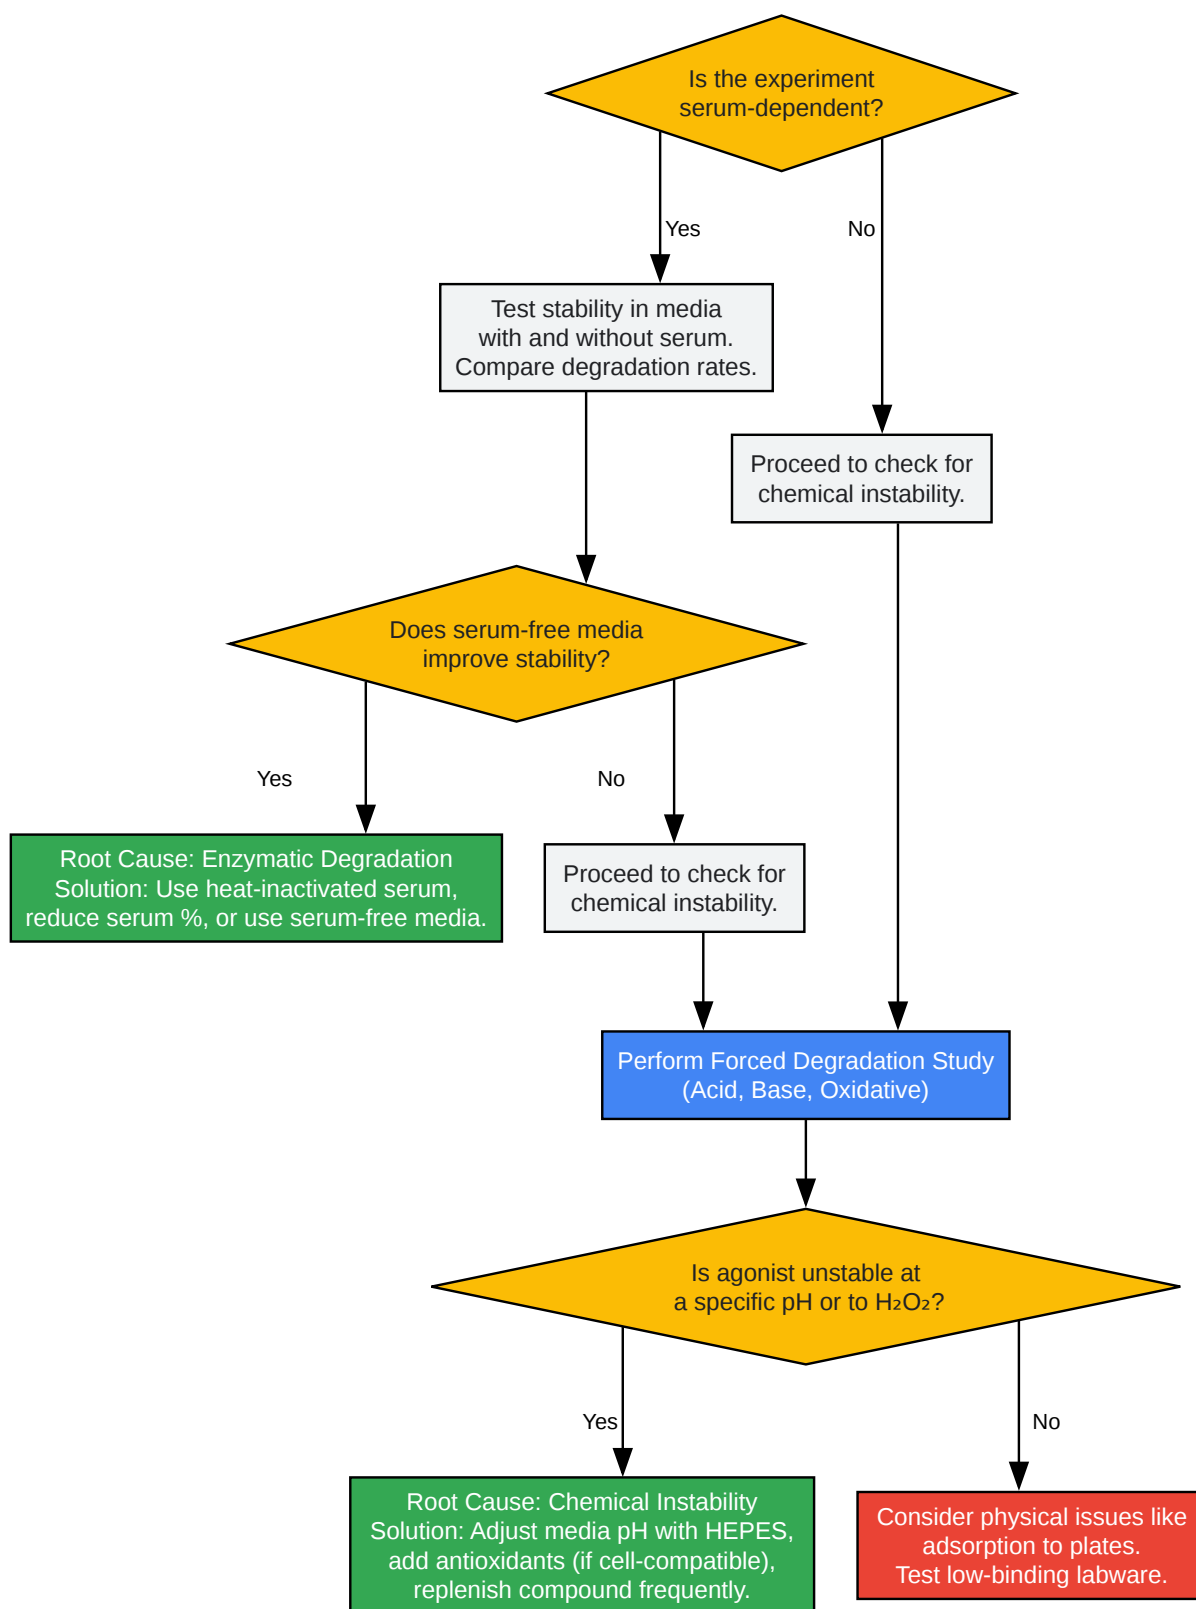 Is the experiment
serum-dependent?
Yes
No
Test stability in media
with and without serum.
Compare degradation rates.
Proceed to check for
chemical instability.
Does serum-free media
improve stability?
Yes
No
Root Cause: Enzymatic Degradation
Solution: Use heat-inactivated serum,
reduce serum %, or use serum-free media.
Proceed to check for
chemical instability.
Perform Forced Degradation Study
(Acid, Base, Oxidative)
Is agonist unstable at
a specific pH or to H₂O₂?
Yes
No
Root Cause: Chemical Instability
Solution: Adjust media pH with HEPES,
add antioxidants (if cell-compatible),
replenish compound frequently.
Consider physical issues like
adsorption to plates.
Test low-binding labware.